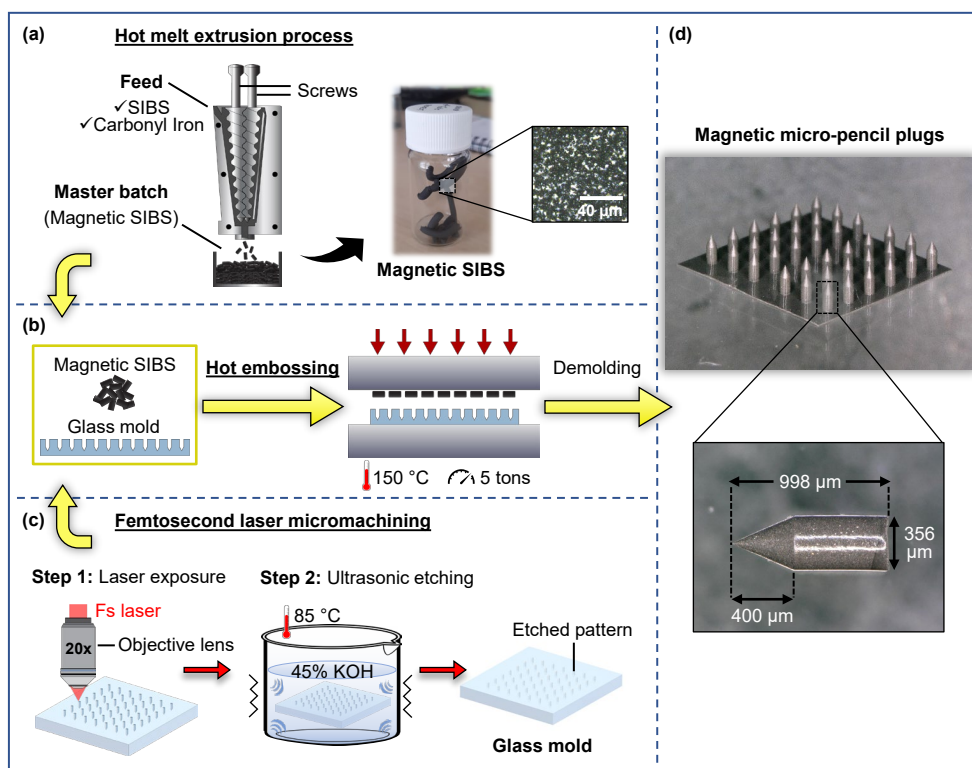 (a)
Hot melt extrusion process
Feed
✓SIBS
✓Carbonyl Iron
Screws
Master batch
(Magnetic SIBS)
40 μm
Magnetic SIBS
(b)
Magnetic SIBS
Glass mold
Hot embossing
150 °C
5 tons
Demolding
(c)
Femtosecond laser micromachining
Step 1: Laser exposure
Fs laser
20x
Objective lens
Step 2: Ultrasonic etching
85 °C
45% KOH
Etched pattern
Glass mold
(d)
Magnetic micro-pencil plugs
998 μm
356
μm
400 μm